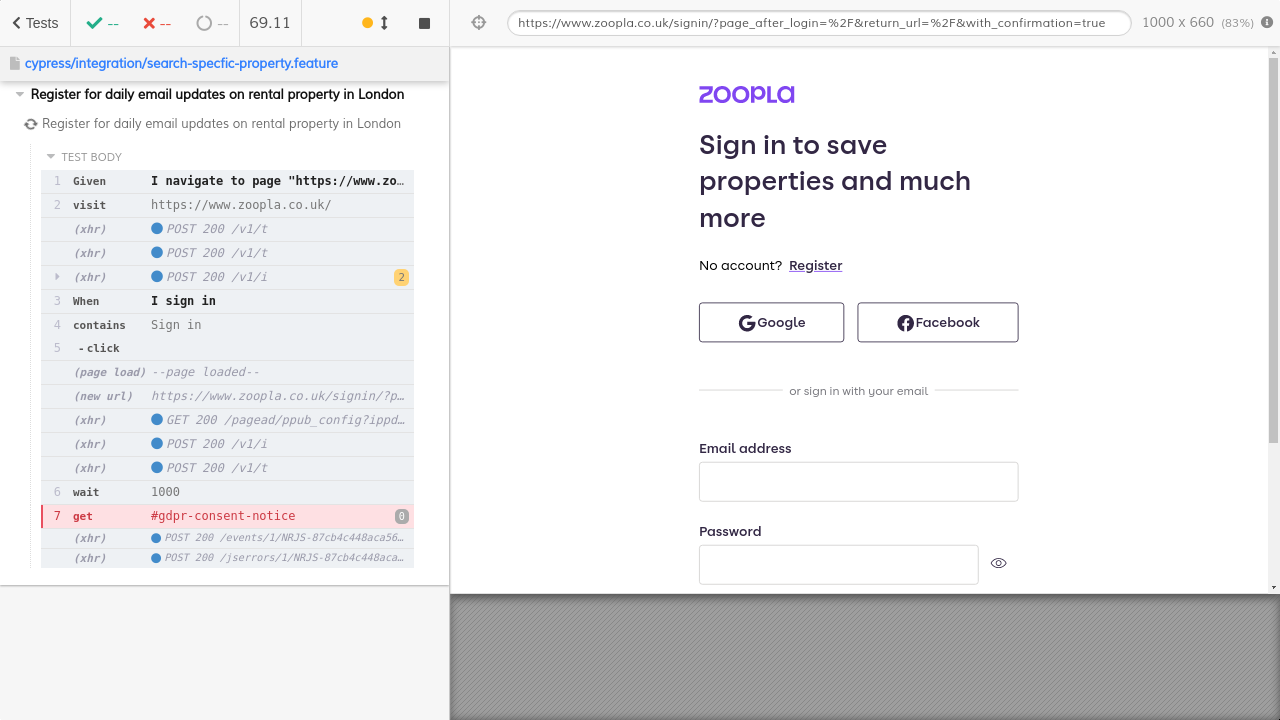 Tests -- -- -- 69.11
https://www.zoopla.co.uk/signin/?page_after_login=%2F&return_url=%2F&with_confirmation=true 1000 x 660 (83%)
cypress/integration/search-specfic-property.feature
Register for daily email updates on rental property in London
Register for daily email updates on rental property in London
TEST BODY
1 Given I navigate to page "https://www.zo…
2 visit https://www.zoopla.co.uk/
(xhr) POST 200 /v1/t
(xhr) POST 200 /v1/t
(xhr) POST 200 /v1/i 2
3 When I sign in
4 contains Sign in
5 - click
(page load) --page loaded--
(new url) https://www.zoopla.co.uk/signin/?p…
(xhr) GET 200 /pagead/ppub_config?ippd…
(xhr) POST 200 /v1/i
(xhr) POST 200 /v1/t
6 wait 1000
7 get #gdpr-consent-notice 0
(xhr) POST 200 /events/1/NRJS-87cb4c448aca56…
(xhr) POST 200 /jserrors/1/NRJS-87cb4c448aca…
ZOOPLA
Sign in to save
properties and much
more
No account? Register
Google Facebook
or sign in with your email
Email address
Password